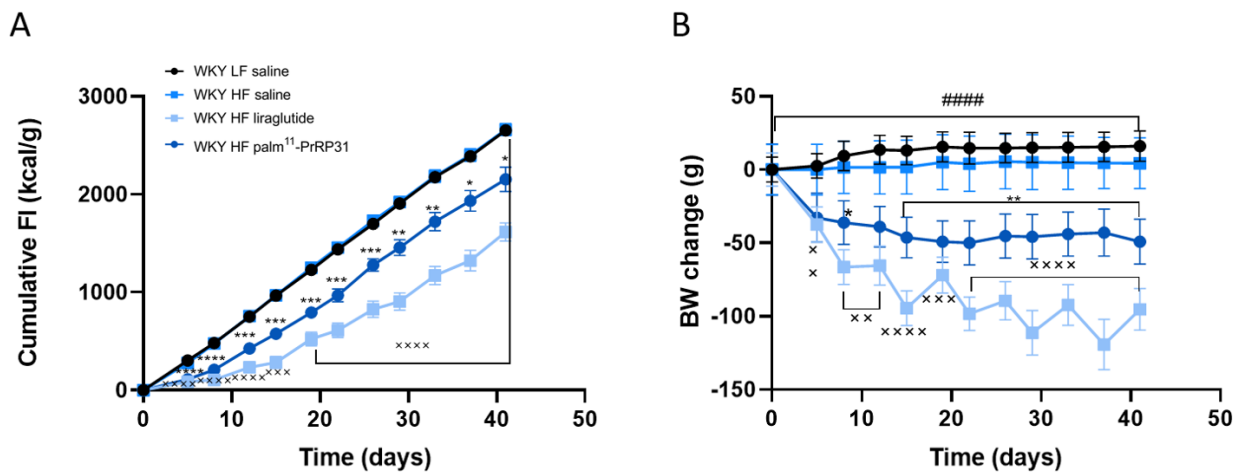 A
WKY LF saline
WKY HF saline
WKY HF liraglutide
WKY HF palm¹¹-PrRP31
Cumulative FI (kcal/g)
3000
2000
1000
0
0 10 20 30 40 50
Time (days)
****
****
***
***
***
***
***
**
**
*
*
××××
××××
××××
×××
××××
B
BW change (g)
50
0
-50
-100
-150
0 10 20 30 40 50
Time (days)
####
*
**
×
×
××
××××
×××
××××